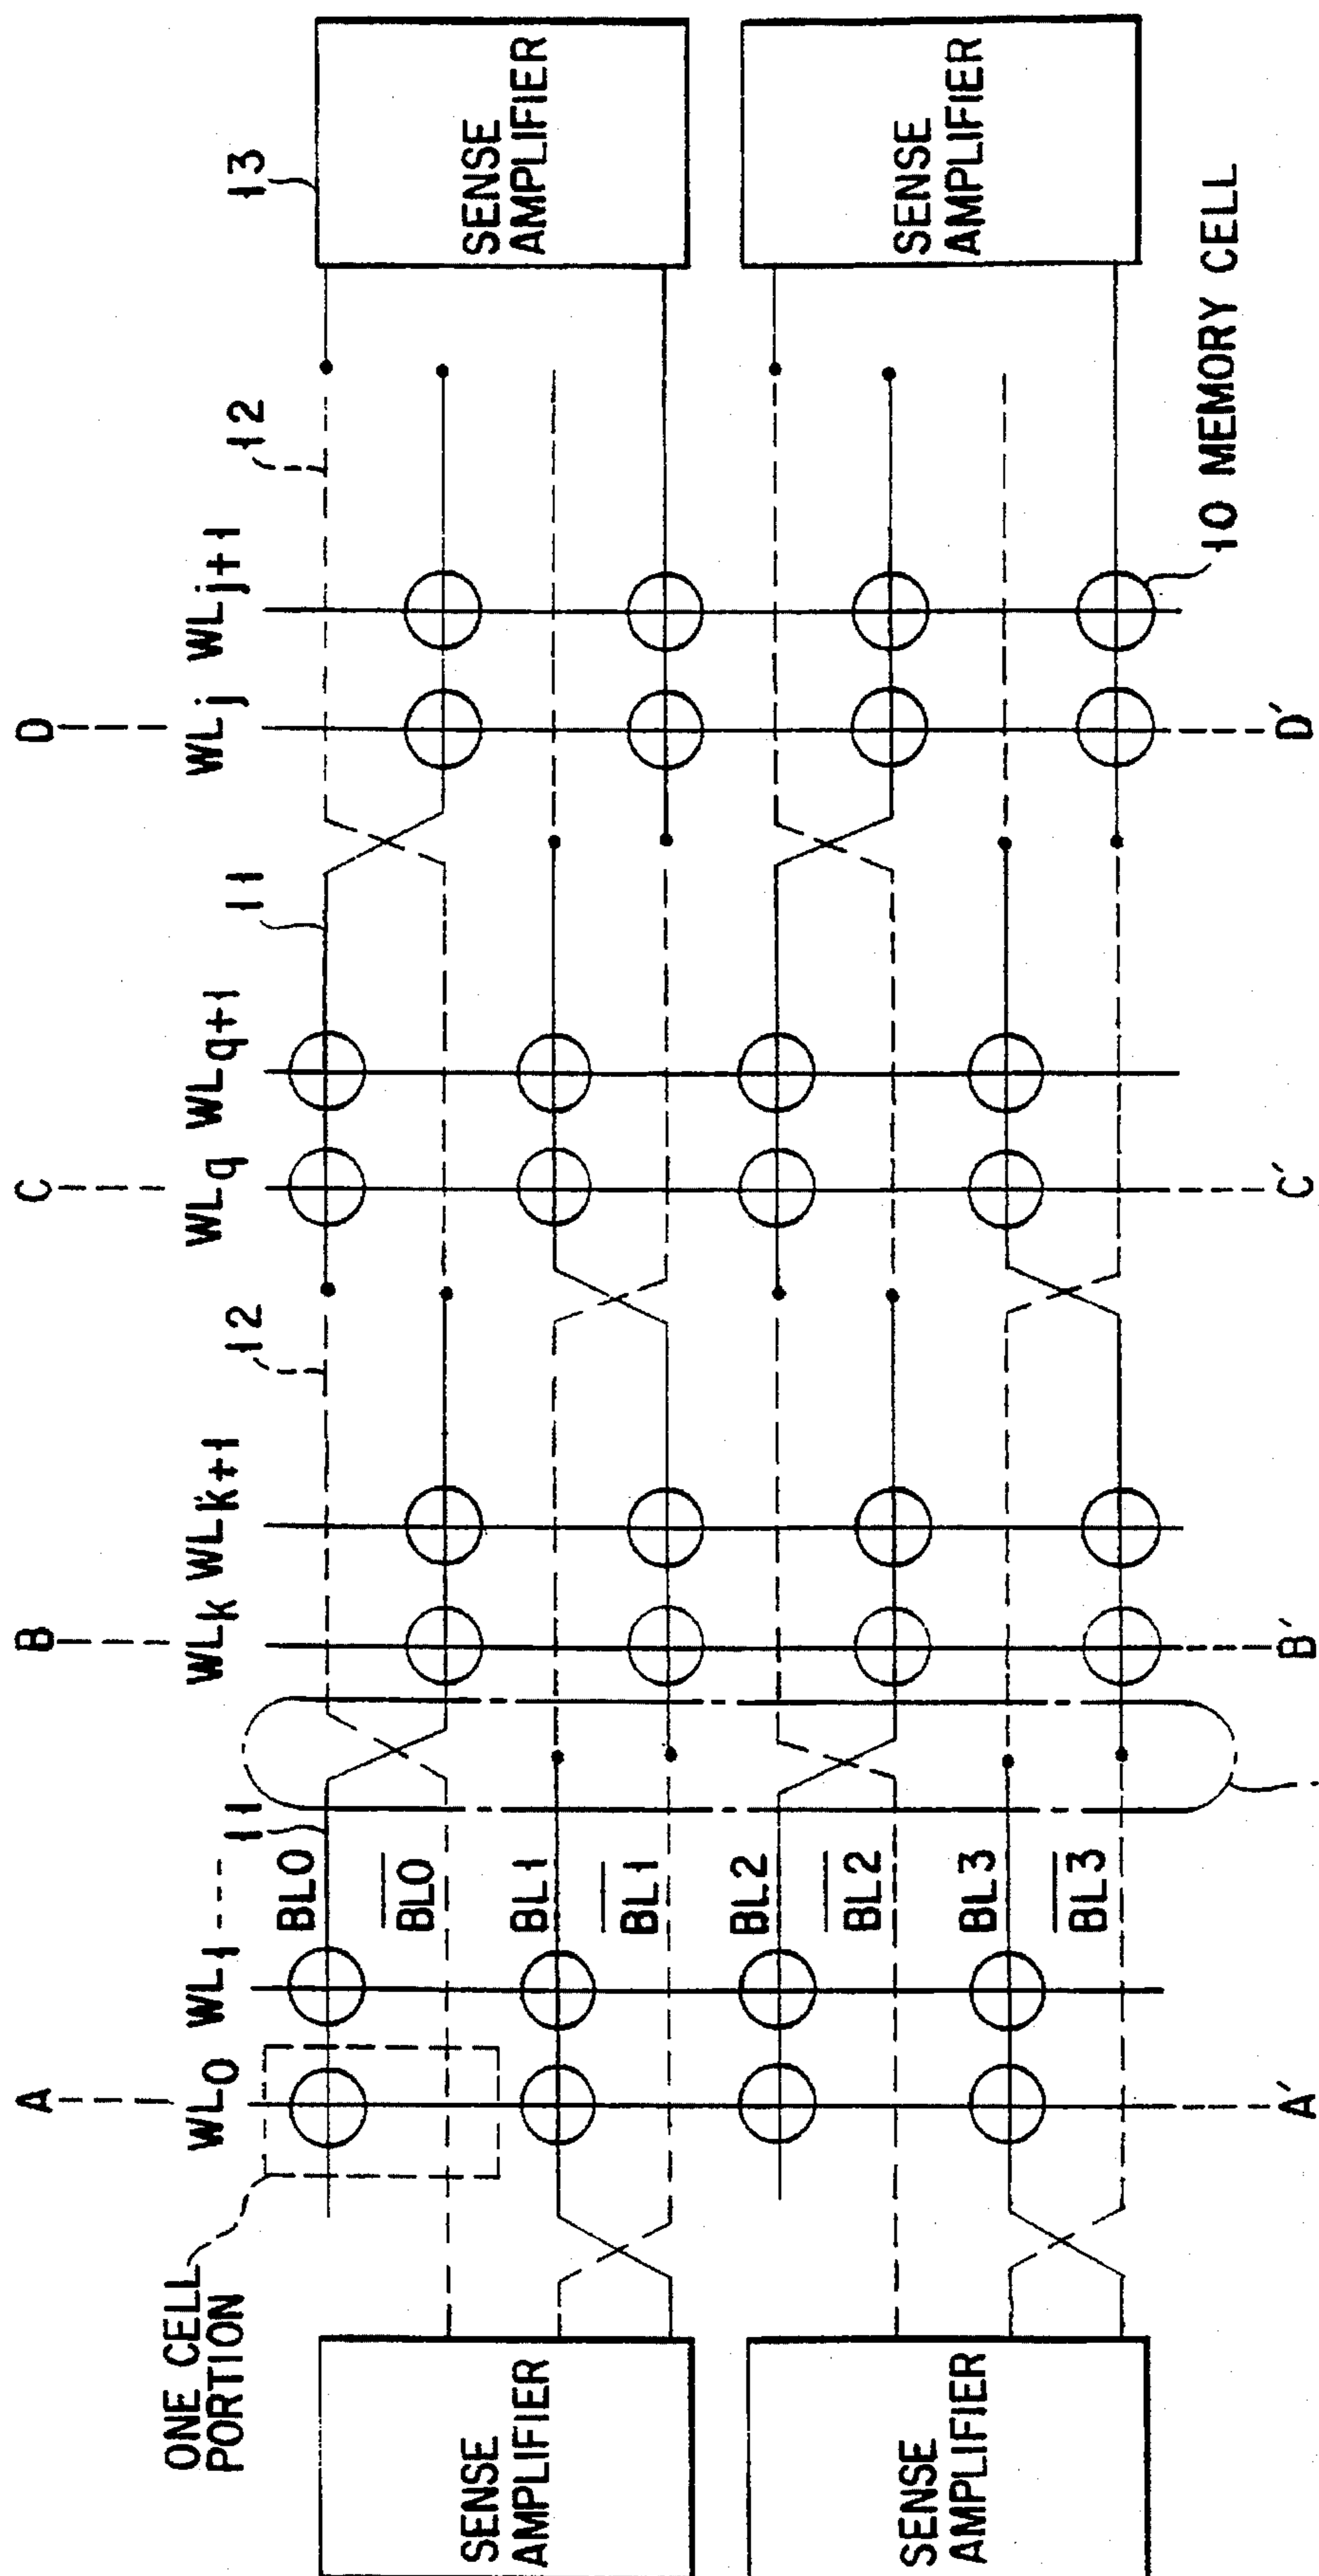 A
B
C
D
ONE CELL
PORTION
WL0 WL1
WLk WLk+1
WLq WLq+1
WLj WLj+1
11
12
11
12
13
BL0
BL0
BL1
BL1
BL2
BL2
BL3
BL3
SENSE
AMPLIFIER
SENSE
AMPLIFIER
SENSE
AMPLIFIER
SENSE
AMPLIFIER
10 MEMORY CELL
A'
B'
C'
D'